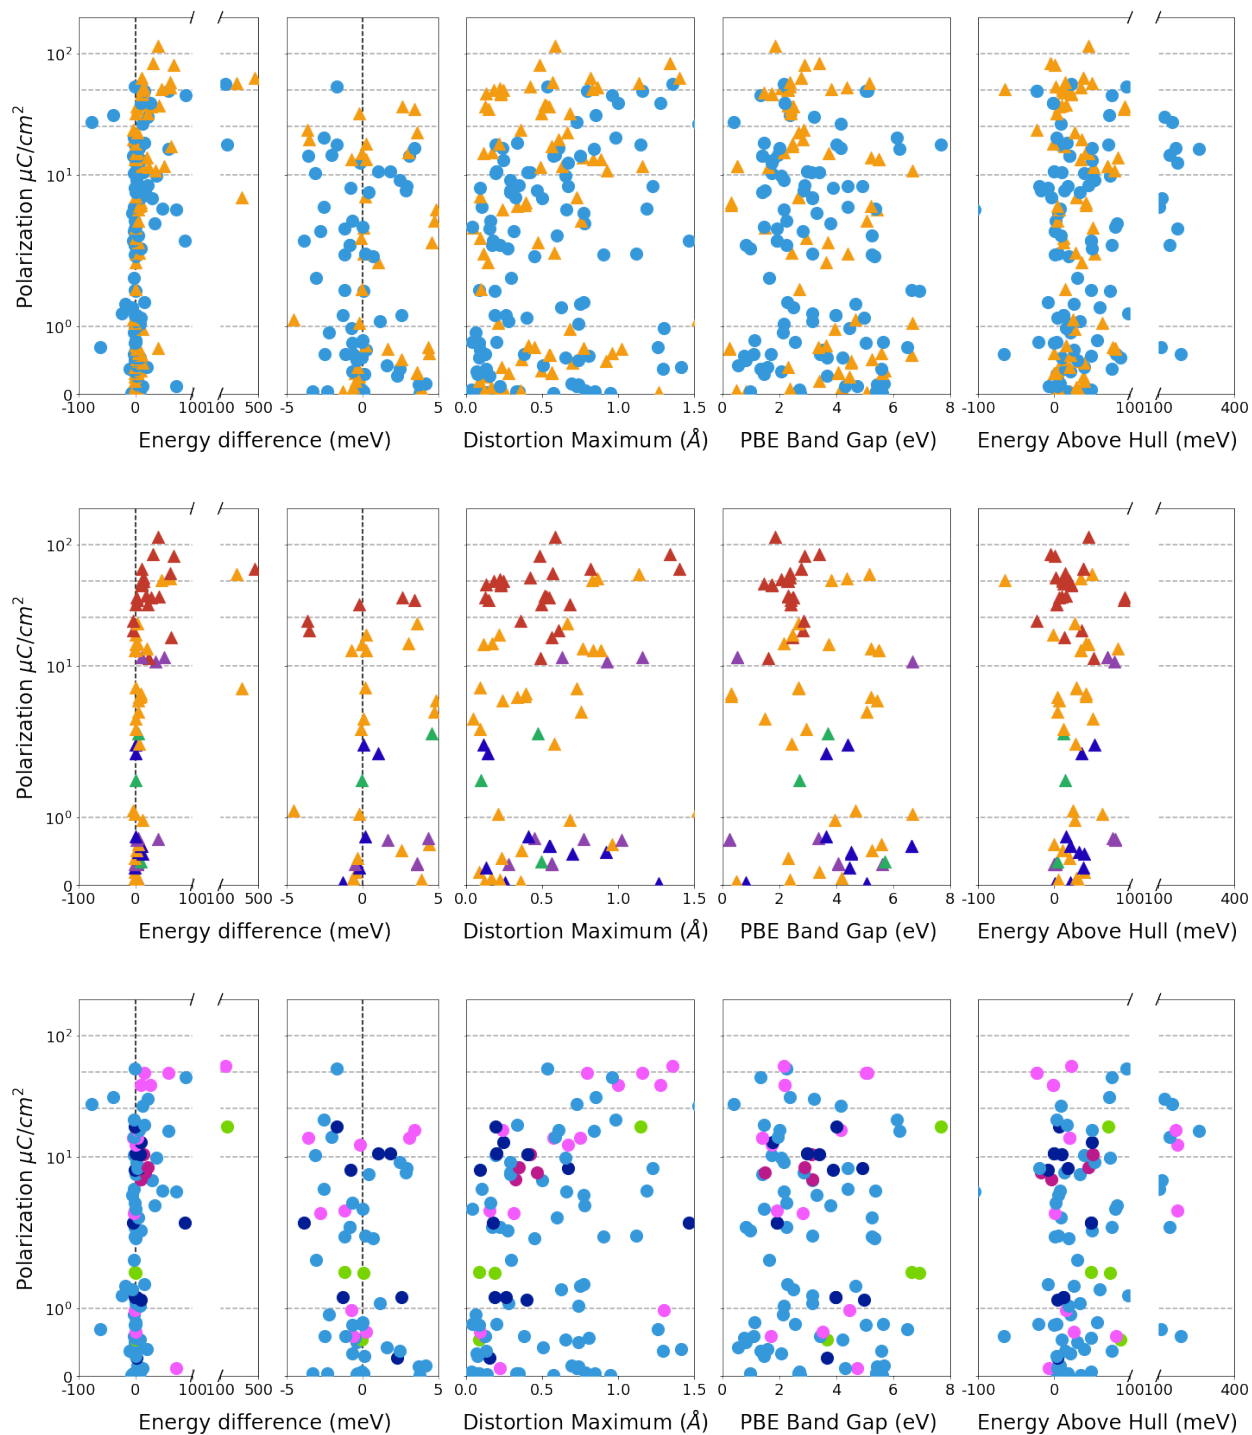 10²
10¹
10⁰
0
Polarization μC/cm²
-100 0 100 100 500 -5 0 5 0.0 0.5 1.0 1.5 0 2 4 6 8 -100 0 100 100 400
Energy difference (meV) Distortion Maximum (Å) PBE Band Gap (eV) Energy Above Hull (meV)
10²
10¹
10⁰
0
Polarization μC/cm²
-100 0 100 100 500 -5 0 5 0.0 0.5 1.0 1.5 0 2 4 6 8 -100 0 100 100 400
Energy difference (meV) Distortion Maximum (Å) PBE Band Gap (eV) Energy Above Hull (meV)
10²
10¹
10⁰
0
Polarization μC/cm²
-100 0 100 100 500 -5 0 5 0.0 0.5 1.0 1.5 0 2 4 6 8 -100 0 100 100 400
Energy difference (meV) Distortion Maximum (Å) PBE Band Gap (eV) Energy Above Hull (meV)